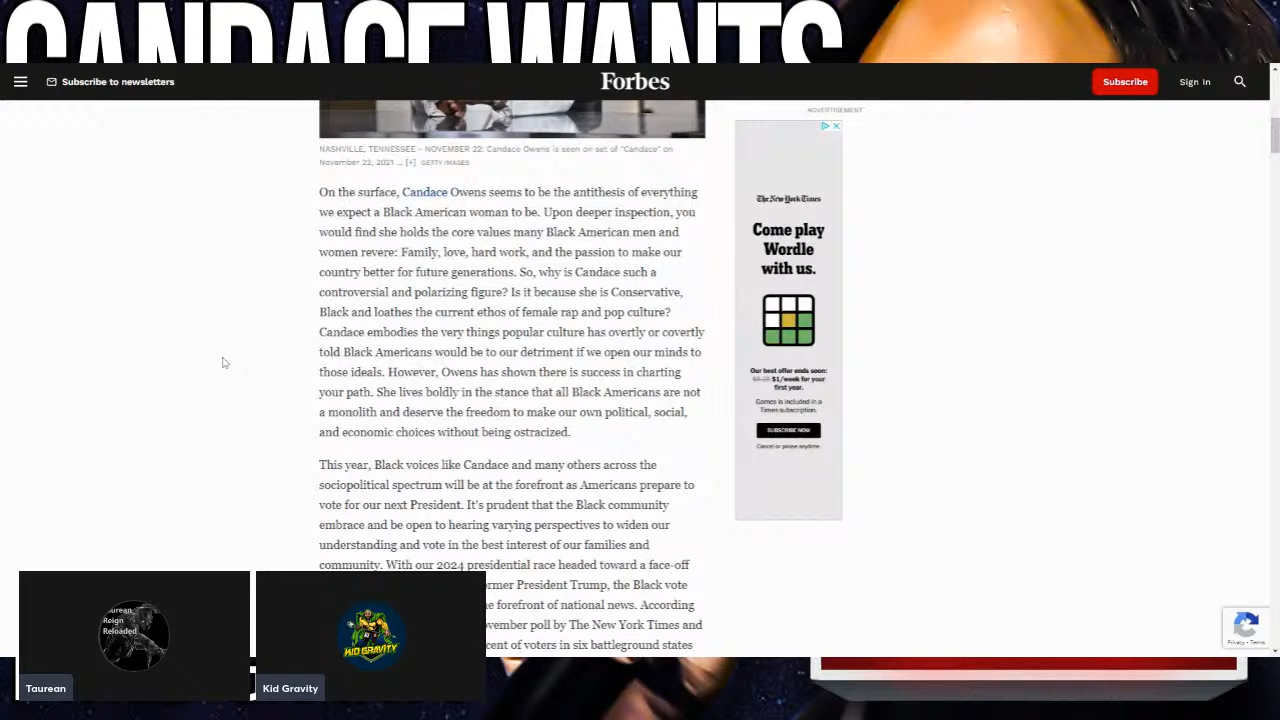 CANDACE WANTS
Subscribe to newsletters
Forbes
Subscribe
Sign In
ADVERTISEMENT
NASHVILLE, TENNESSEE – NOVEMBER 22: Candace Owens is seen on set of "Candace" on
November 22, 2021 ... [+] GETTY IMAGES
On the surface, Candace Owens seems to be the antithesis of everything
we expect a Black American woman to be. Upon deeper inspection, you
would find she holds the core values many Black American men and
women revere: Family, love, hard work, and the passion to make our
country better for future generations. So, why is Candace such a
controversial and polarizing figure? Is it because she is Conservative,
Black and loathes the current ethos of female rap and pop culture?
Candace embodies the very things popular culture has overtly or covertly
told Black Americans would be to our detriment if we open our minds to
those ideals. However, Owens has shown there is success in charting
your path. She lives boldly in the stance that all Black Americans are not
a monolith and deserve the freedom to make our own political, social,
and economic choices without being ostracized.
This year, Black voices like Candace and many others across the
sociopolitical spectrum will be at the forefront as Americans prepare to
vote for our next President. It's prudent that the Black community
embrace and be open to hearing varying perspectives to widen our
understanding and vote in the best interest of our families and
community. With our 2024 presidential race headed toward a face-off
ormer President Trump, the Black vote
e forefront of national news. According
vember poll by The New York Times and
cent of voters in six battleground states
The New York Times
Come play
Wordle
with us.
Our best offer ends soon:
$6.25 $1/week for your
first year.
Games is included in a
Times subscription.
SUBSCRIBE NOW
Cancel or pause anytime.
Privacy - Terms
Reign
Reloaded
KID GRAVITY
Taurean
Kid Gravity